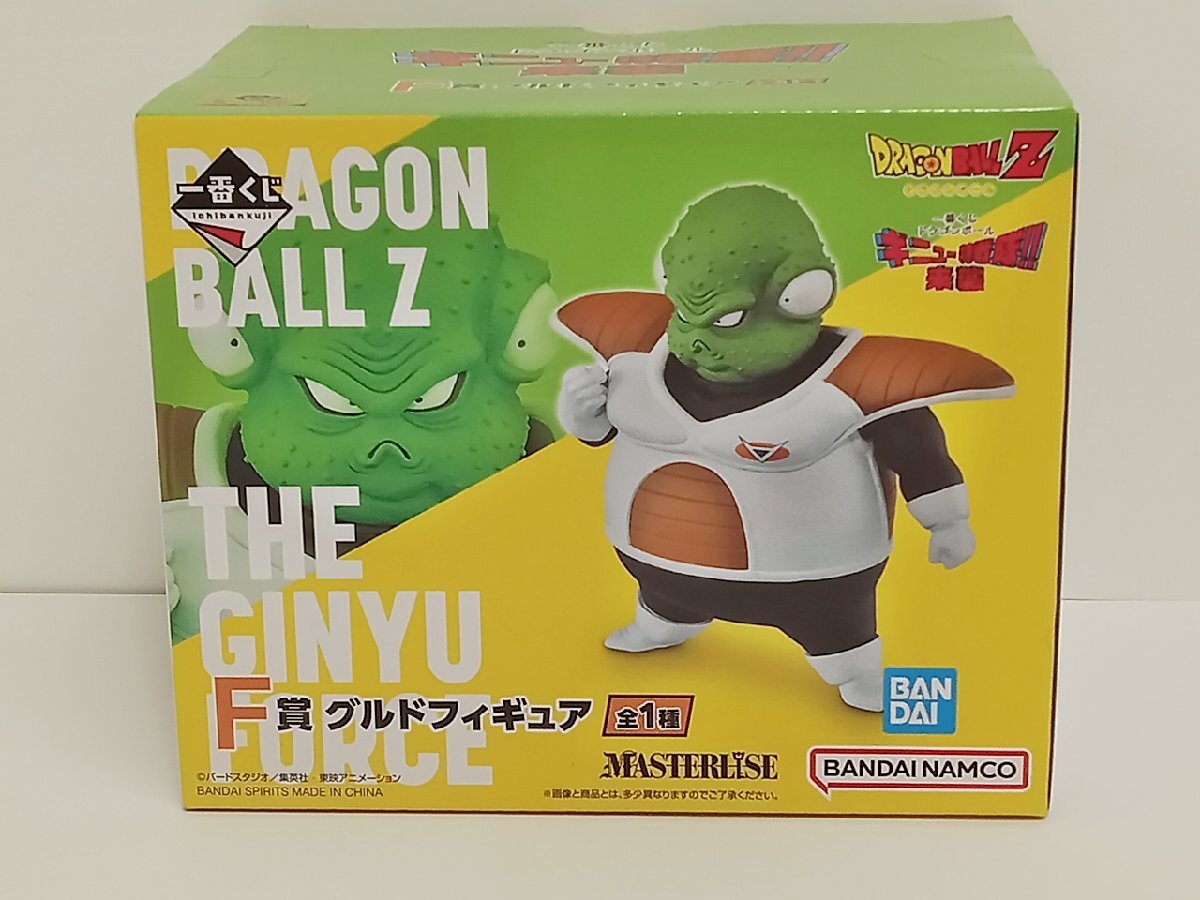 F賞
一番くじ
ichibankuji
DRAGON
BALL Z
DRAGON BALL Z
一番くじ
ドラゴンボール
キニュー特戦隊!!!
来襲
THE
GINYU
FORCE
F賞 グルドフィギュア 全1種
BAN
DAI
MASTERLISE
BANDAI NAMCO
©バードスタジオ/集英社・東映アニメーション
BANDAI SPIRITS MADE IN CHINA
※画像と商品とは、多少異なりますのでご了承ください。